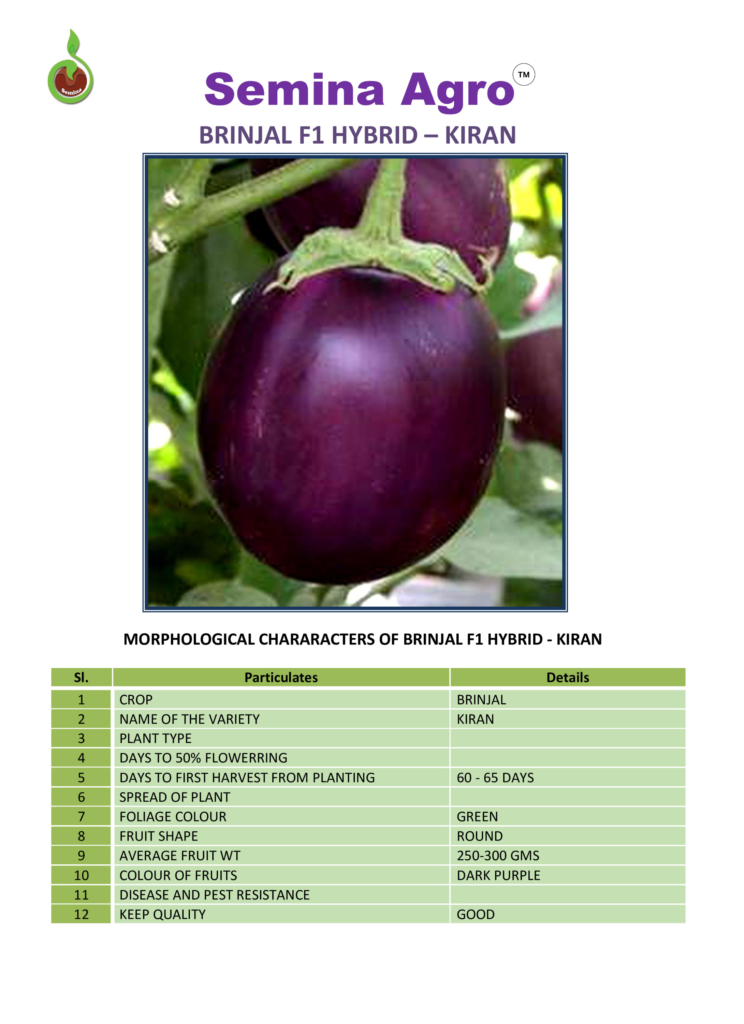 Semina
Semina Agro TM
BRINJAL F1 HYBRID – KIRAN
MORPHOLOGICAL CHARARACTERS OF BRINJAL F1 HYBRID - KIRAN
Sl. Particulates Details
1 CROP BRINJAL
2 NAME OF THE VARIETY KIRAN
3 PLANT TYPE
4 DAYS TO 50% FLOWERRING
5 DAYS TO FIRST HARVEST FROM PLANTING 60 - 65 DAYS
6 SPREAD OF PLANT
7 FOLIAGE COLOUR GREEN
8 FRUIT SHAPE ROUND
9 AVERAGE FRUIT WT 250-300 GMS
10 COLOUR OF FRUITS DARK PURPLE
11 DISEASE AND PEST RESISTANCE
12 KEEP QUALITY GOOD